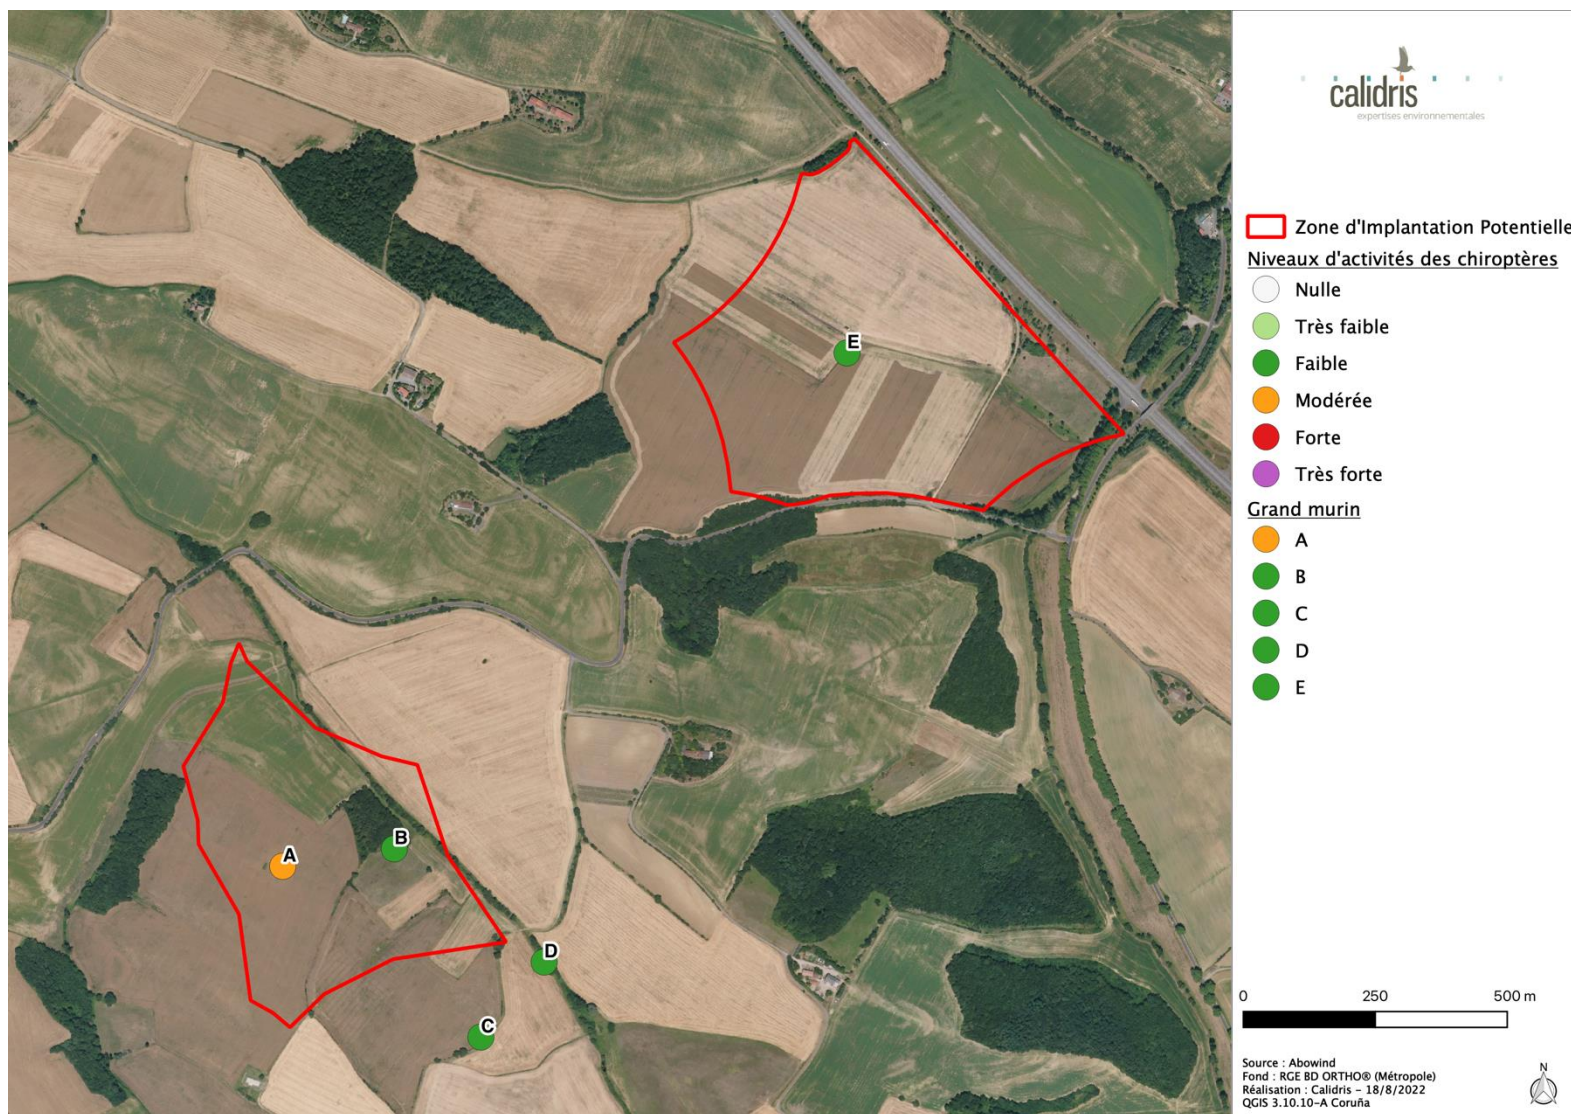 calidris
expertises environnementales
Zone d'Implantation Potentielle
Niveaux d'activités des chiroptères
Nulle
Très faible
Faible
Modérée
Forte
Très forte
Grand murin
A
B
C
D
E
E
A
B
D
C
0 250 500 m
Source : Abowind
Fond : RGE BD ORTHO® (Métropole)
Réalisation : Calidris - 18/8/2022
QGIS 3.10.10-A Coruña
N